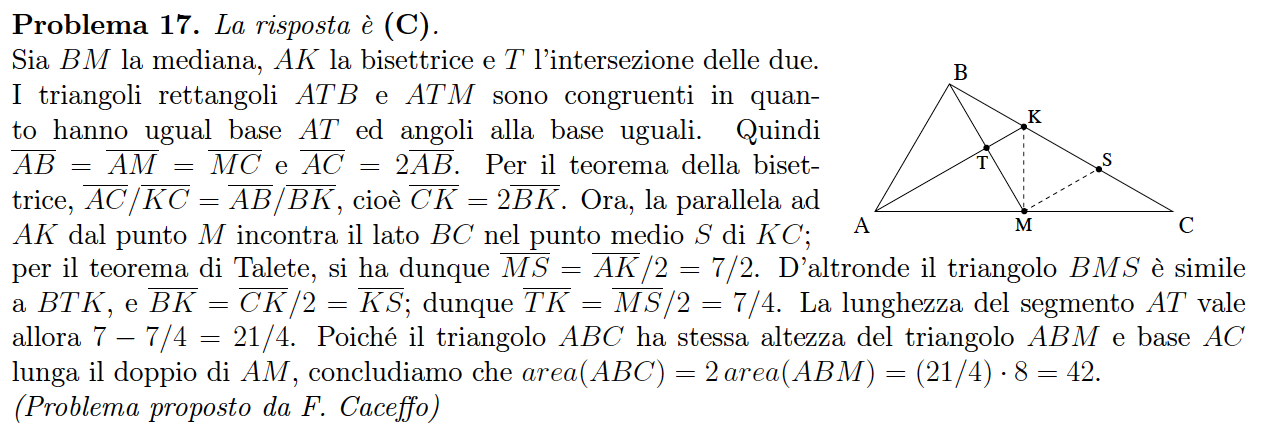 Problema 17. La risposta è (C).
Sia BM la mediana, AK la bisettrice e T l'intersezione delle due.
I triangoli rettangoli ATB e ATM sono congruenti in quan-
to hanno ugual base AT ed angoli alla base uguali. Quindi
\overline{AB} = \overline{AM} = \overline{MC} e \overline{AC} = 2\overline{AB}. Per il teorema della biset-
trice, \overline{AC}/\overline{KC} = \overline{AB}/\overline{BK}, cioè \overline{CK} = 2\overline{BK}. Ora, la parallela ad
AK dal punto M incontra il lato BC nel punto medio S di KC;
per il teorema di Talete, si ha dunque \overline{MS} = \overline{AK}/2 = 7/2. D'altronde il triangolo BMS è simile
a BTK, e \overline{BK} = \overline{CK}/2 = \overline{KS}; dunque \overline{TK} = \overline{MS}/2 = 7/4. La lunghezza del segmento AT vale
allora 7 − 7/4 = 21/4. Poiché il triangolo ABC ha stessa altezza del triangolo ABM e base AC
lunga il doppio di AM, concludiamo che area(ABC) = 2 area(ABM) = (21/4) · 8 = 42.
(Problema proposto da F. Caceffo)
B
K
T
S
A
M
C